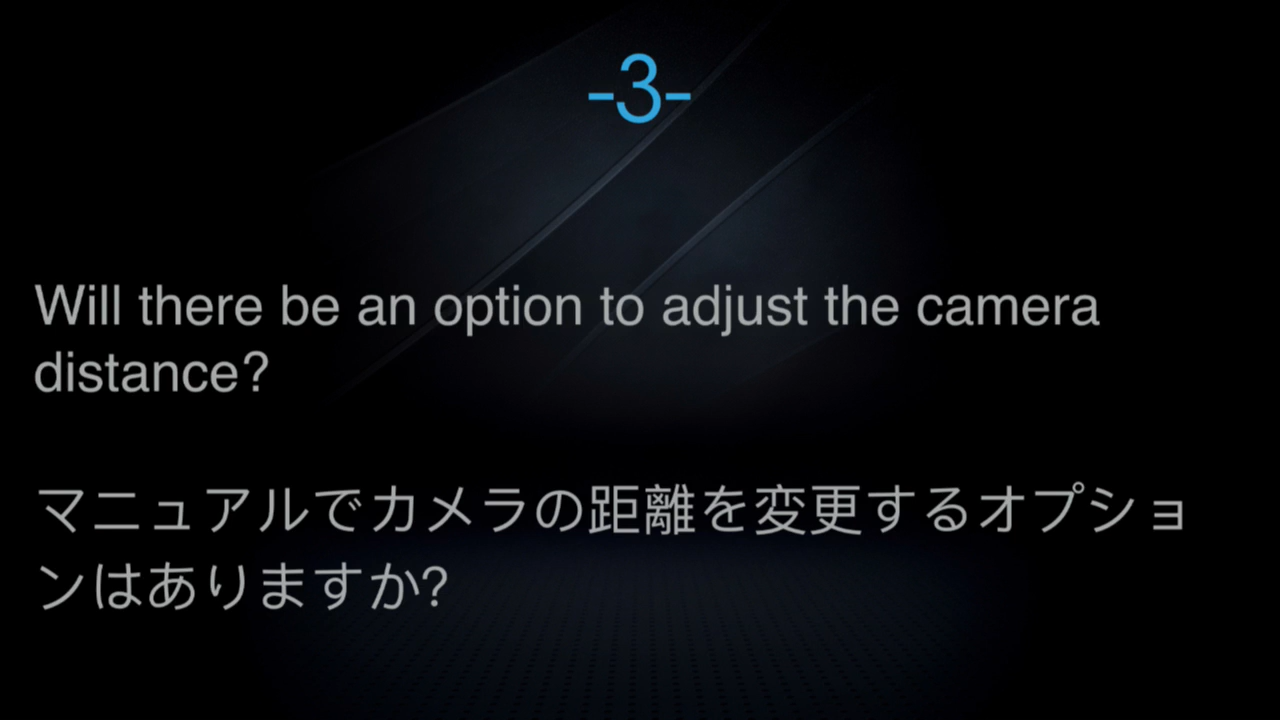 -3-
Will there be an option to adjust the camera
distance?
マニュアルでカメラの距離を変更するオプショ
ンはありますか?